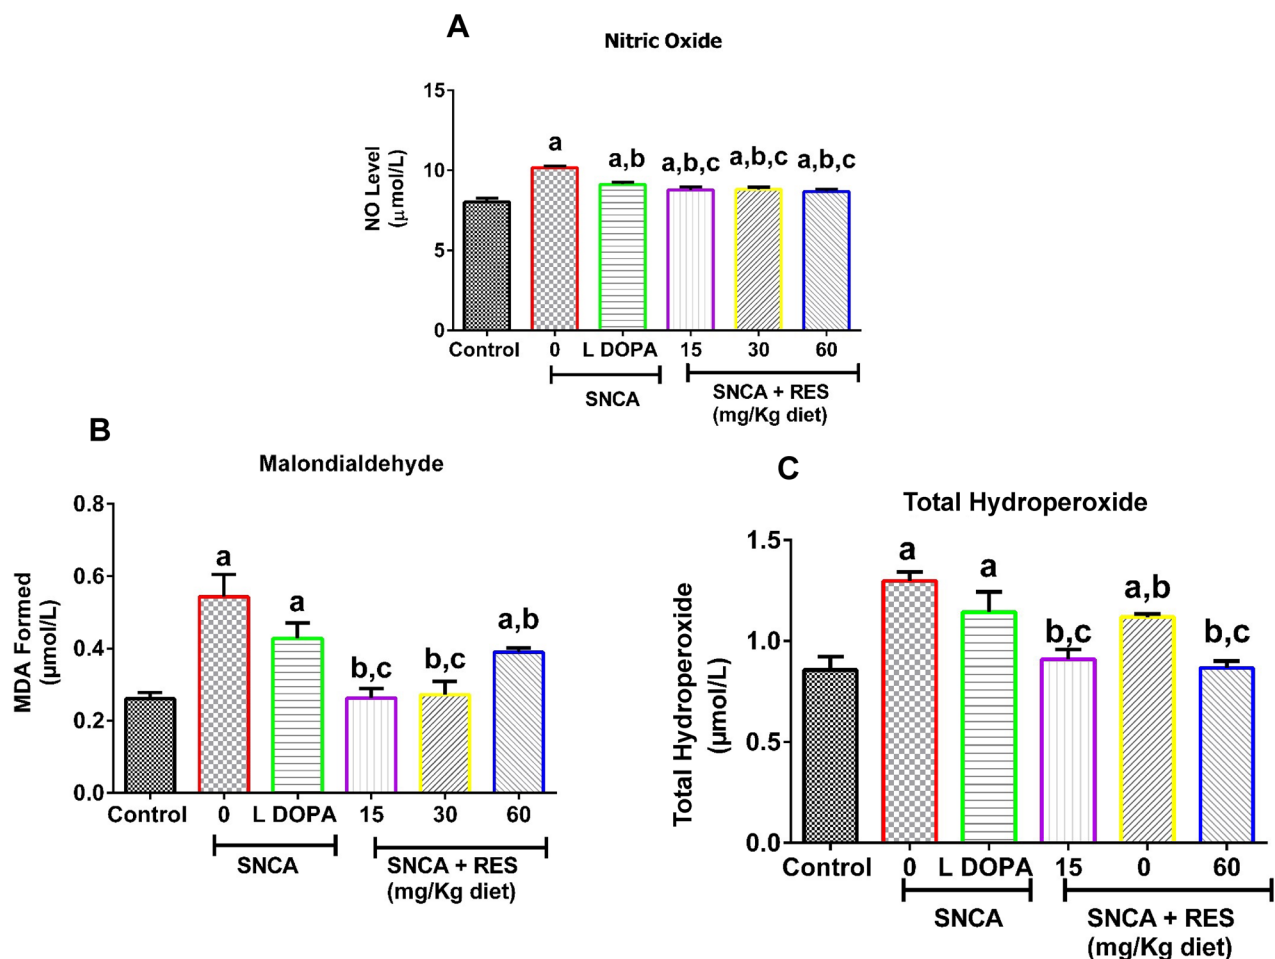 A
Nitric Oxide
NO Level
(μmol/L)
15
10
5
0
a
a,b
a,b,c
a,b,c
a,b,c
Control
0
L DOPA
15
30
60
SNCA
SNCA + RES
(mg/Kg diet)
B
Malondialdehyde
MDA Formed
(μmol/L)
0.8
0.6
0.4
0.2
0.0
a
a
b,c
b,c
a,b
Control
0
L DOPA
15
30
60
SNCA
SNCA + RES
(mg/Kg diet)
C
Total Hydroperoxide
Total Hydroperoxide
(μmol/L)
1.5
1.0
0.5
0.0
a
a
b,c
a,b
b,c
Control
0
L DOPA
15
0
60
SNCA
SNCA + RES
(mg/Kg diet)